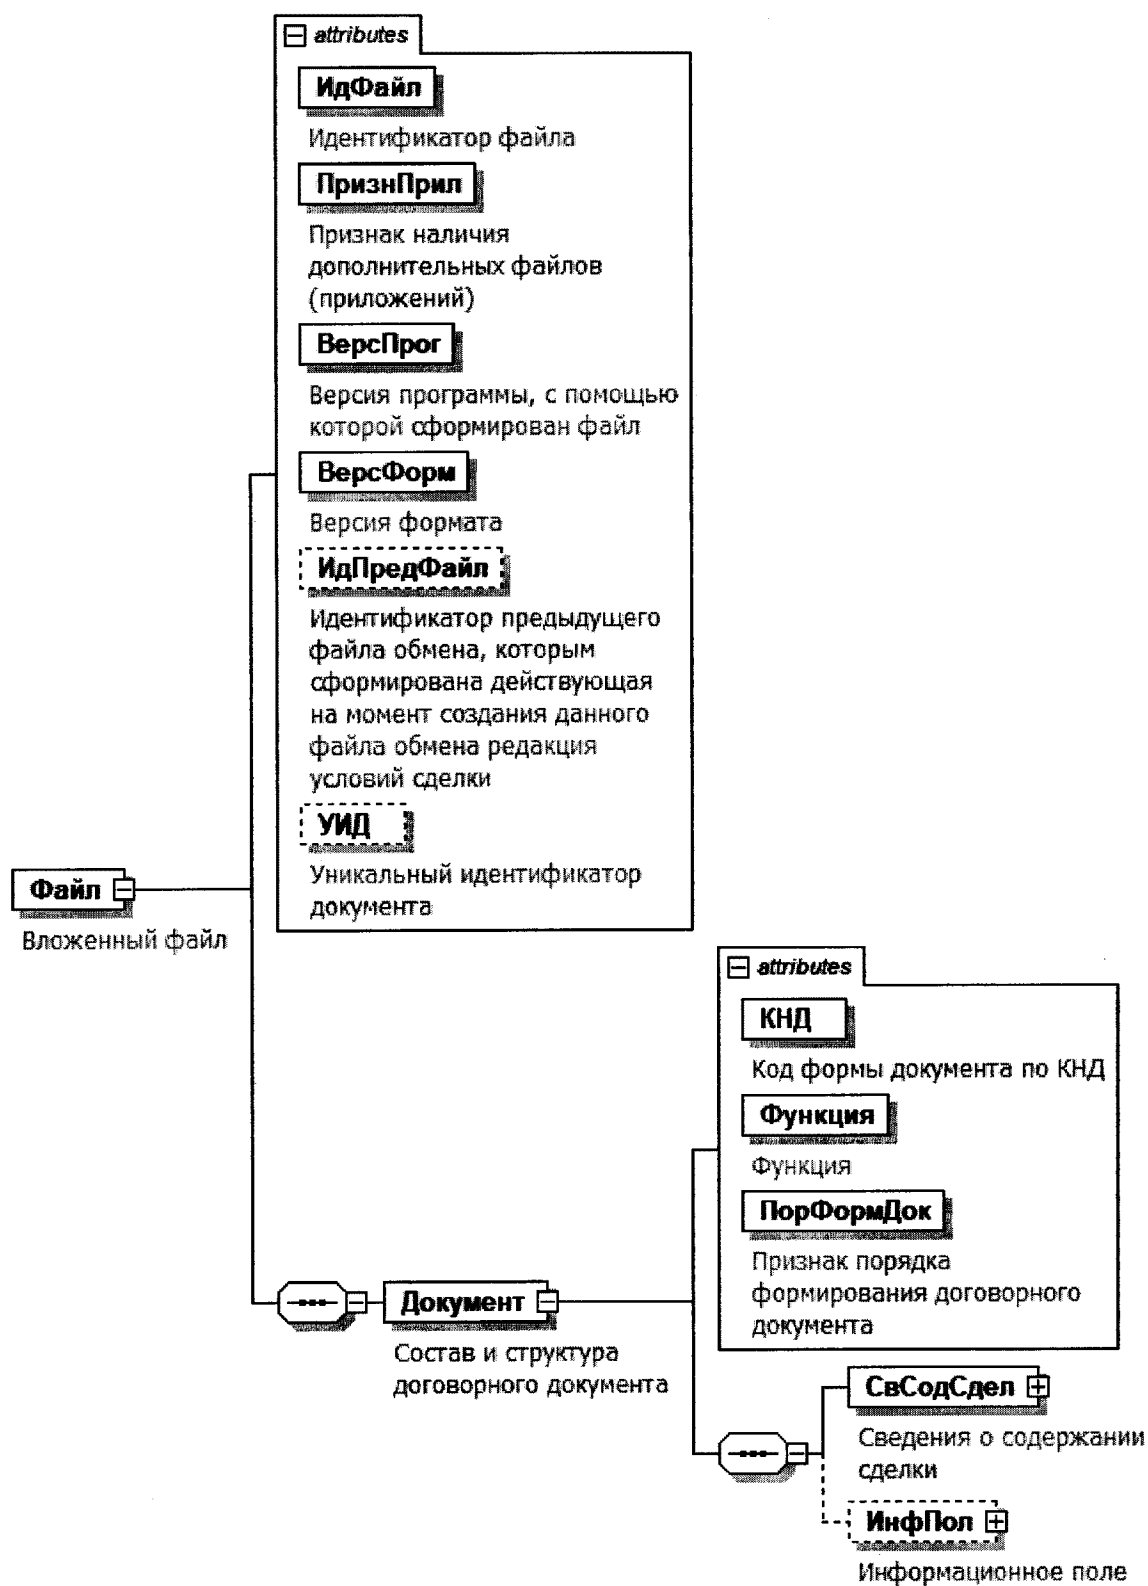 attributes
ИдФайл
Идентификатор файла
ПризнПрил
Признак наличия
дополнительных файлов
(приложений)
ВерсПрог
Версия программы, с помощью
которой сформирован файл
ВерсФорм
Версия формата
ИдПредФайл
Идентификатор предыдущего
файла обмена, которым
сформирована действующая
на момент создания данного
файла обмена редакция
условий сделки
УИД
Уникальный идентификатор
документа
Файл
Вложенный файл
attributes
КНД
Код формы документа по КНД
Функция
Функция
ПорФормДок
Признак порядка
формирования договорного
документа
Документ
Состав и структура
договорного документа
СвСодСдел
Сведения о содержании
сделки
ИнфПол
Информационное поле